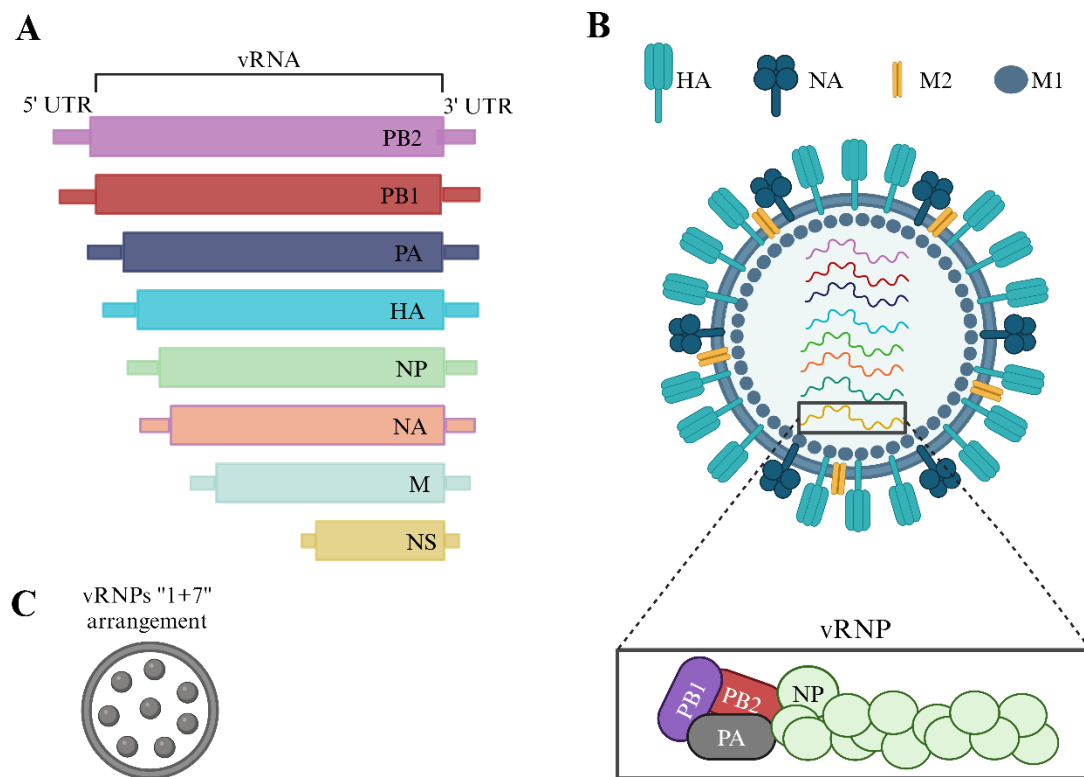 A
vRNA
5' UTR
3' UTR
PB2
PB1
PA
HA
NP
NA
M
NS
B
HA
NA
M2
M1
vRNP
PB1
PB2
NP
PA
C
vRNPs "1+7"
arrangement